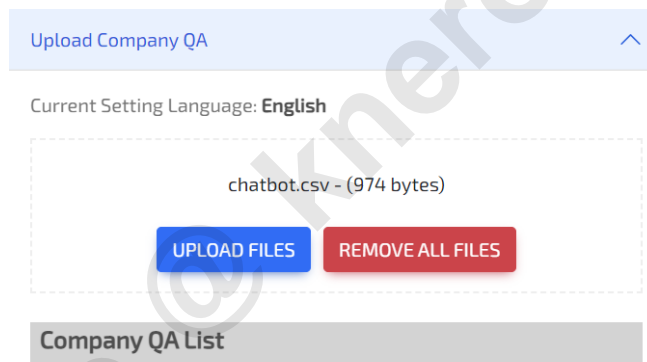 Upload Company QA
Current Setting Language: English
chatbot.csv - (974 bytes)
UPLOAD FILES REMOVE ALL FILES
Company QA List